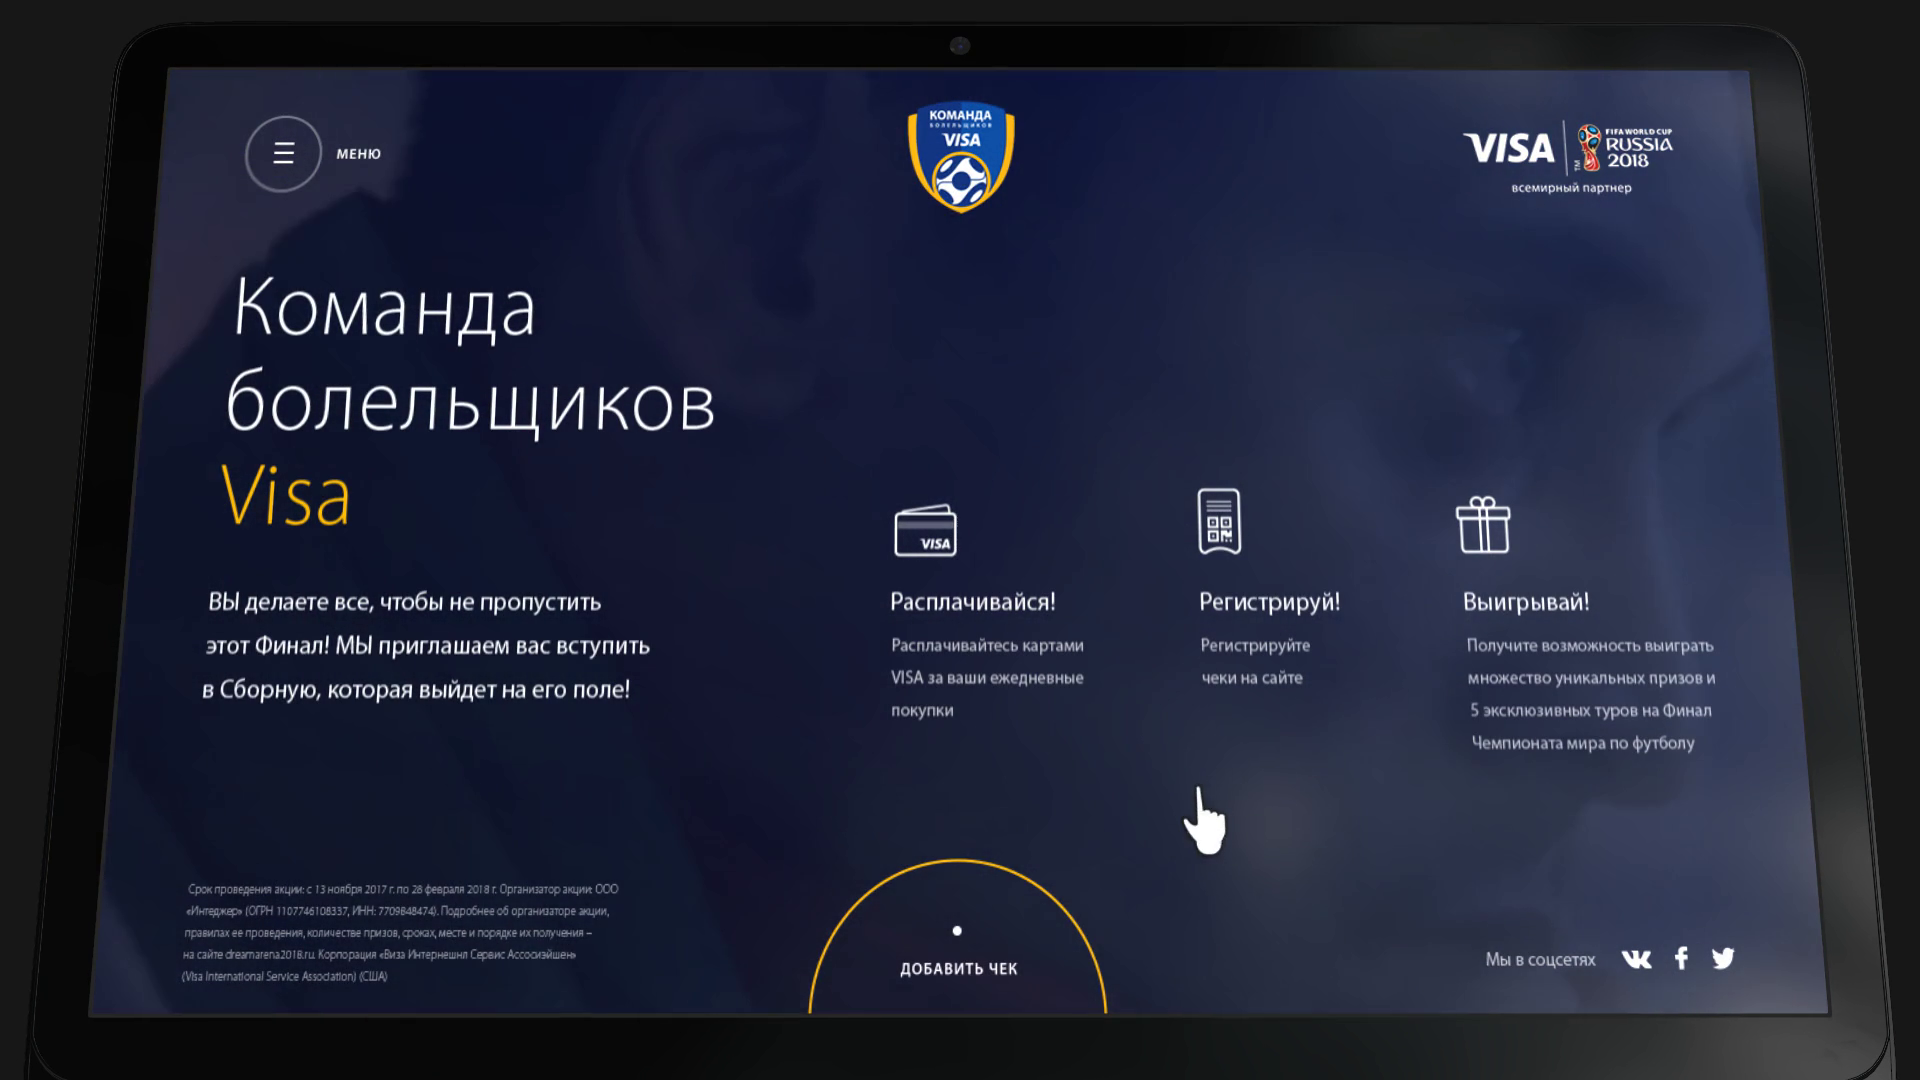 МЕНЮ
КОМАНДА
БОЛЕЛЬЩИКОВ
VISA
VISA
FIFA WORLD CUP
RUSSIA
2018
TM
всемирный партнер
Команда
болельщиков
Visa
ВЫ делаете все, чтобы не пропустить
этот Финал! МЫ приглашаем вас вступить
в Сборную, которая выйдет на его поле!
VISA
Расплачивайся!
Расплачивайтесь картами
VISA за ваши ежедневные
покупки
Регистрируй!
Регистрируйте
чеки на сайте
Выигрывай!
Получите возможность выиграть
множество уникальных призов и
5 эксклюзивных туров на Финал
Чемпионата мира по футболу
Срок проведения акции: с 13 ноября 2017 г. по 28 февраля 2018 г. Организатор акции: ООО
«Интеджер» (ОГРН 1107746108337, ИНН: 7709848474). Подробнее об организаторе акции,
правилах ее проведения, количестве призов, сроках, месте и порядке их получения –
на сайте dreamarena2018.ru. Корпорация «Виза Интернешнл Сервис Ассосиэйшен»
(Visa International Service Association) (США)
ДОБАВИТЬ ЧЕК
Мы в соцсетях